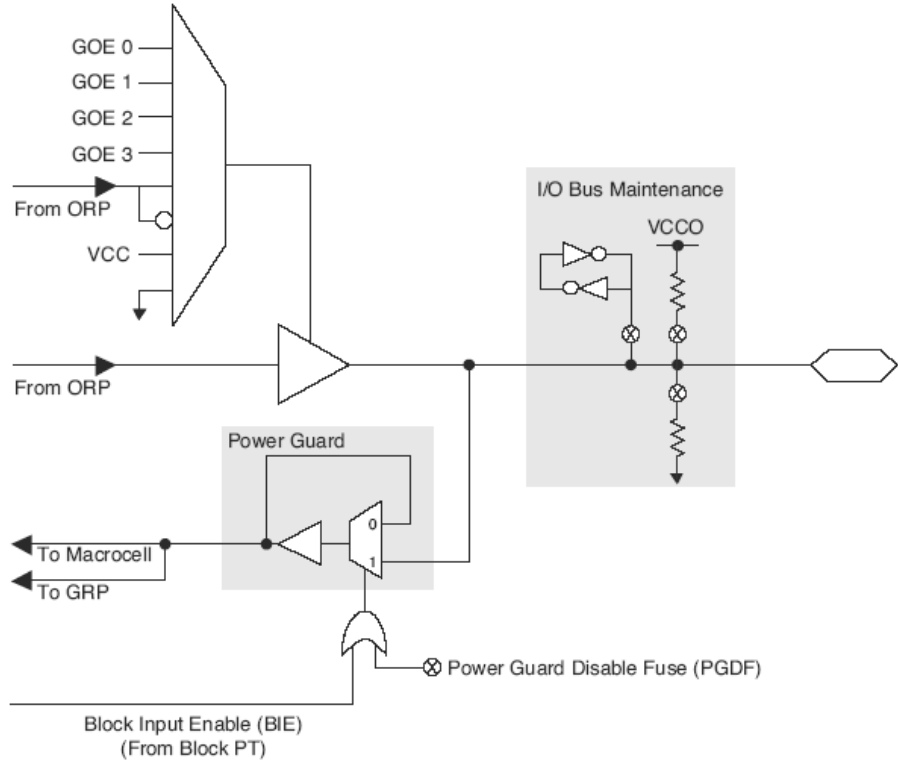 GOE 0
GOE 1
GOE 2
GOE 3
From ORP
VCC
I/O Bus Maintenance
VCCO
From ORP
Power Guard
0
1
To Macrocell
To GRP
Power Guard Disable Fuse (PGDF)
Block Input Enable (BIE)
(From Block PT)